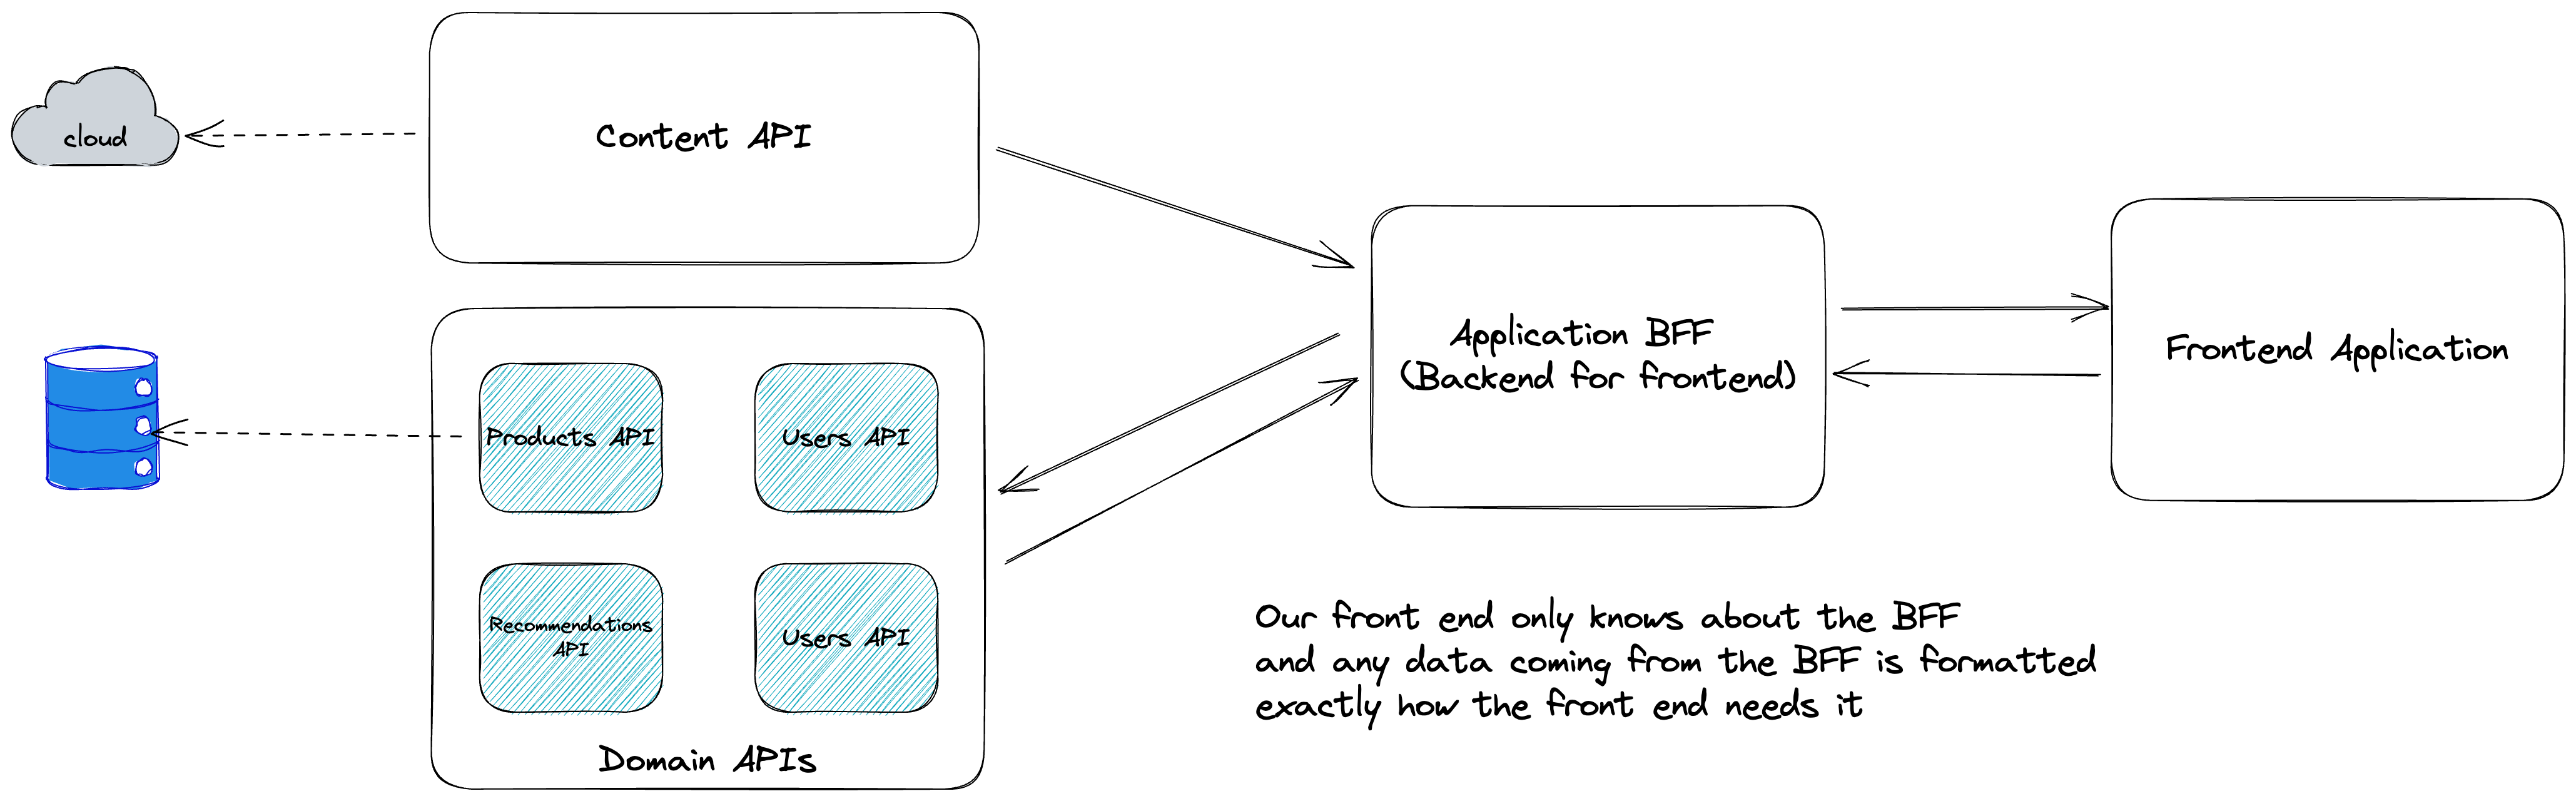 cloud
Content API
Products API
Users API
Recommendations
API
Users API
Domain APIs
Application BFF
(Backend for frontend)
Frontend Application
Our front end only knows about the BFF
and any data coming from the BFF is formatted
exactly how the front end needs it